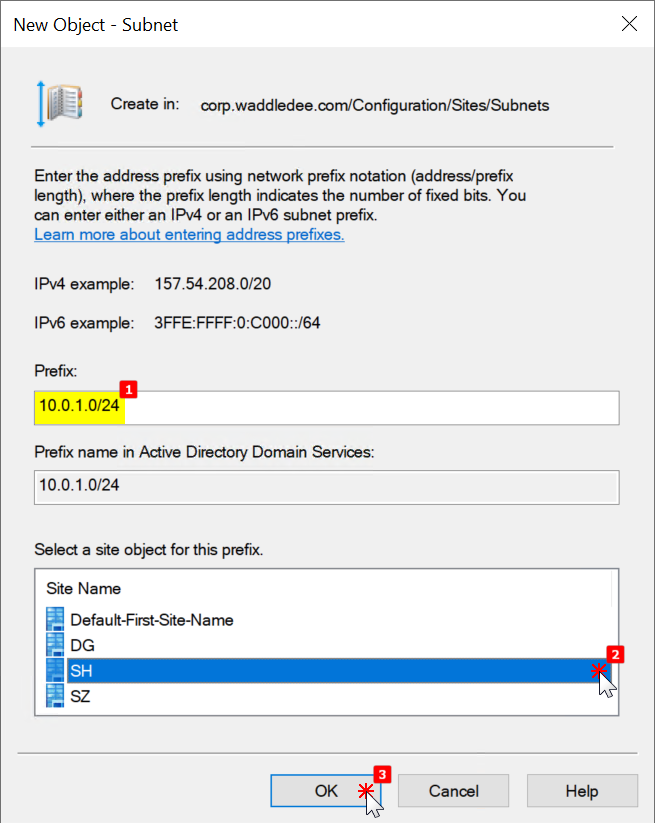 New Object - Subnet
Create in: corp.waddledee.com/Configuration/Sites/Subnets
Enter the address prefix using network prefix notation (address/prefix
length), where the prefix length indicates the number of fixed bits. You
can enter either an IPv4 or an IPv6 subnet prefix.
Learn more about entering address prefixes.
IPv4 example: 157.54.208.0/20
IPv6 example: 3FFE:FFFF:0:C000::/64
Prefix:
1
10.0.1.0/24
Prefix name in Active Directory Domain Services:
10.0.1.0/24
Select a site object for this prefix.
Site Name
Default-First-Site-Name
DG
2
SH
SZ
3
OK Cancel Help